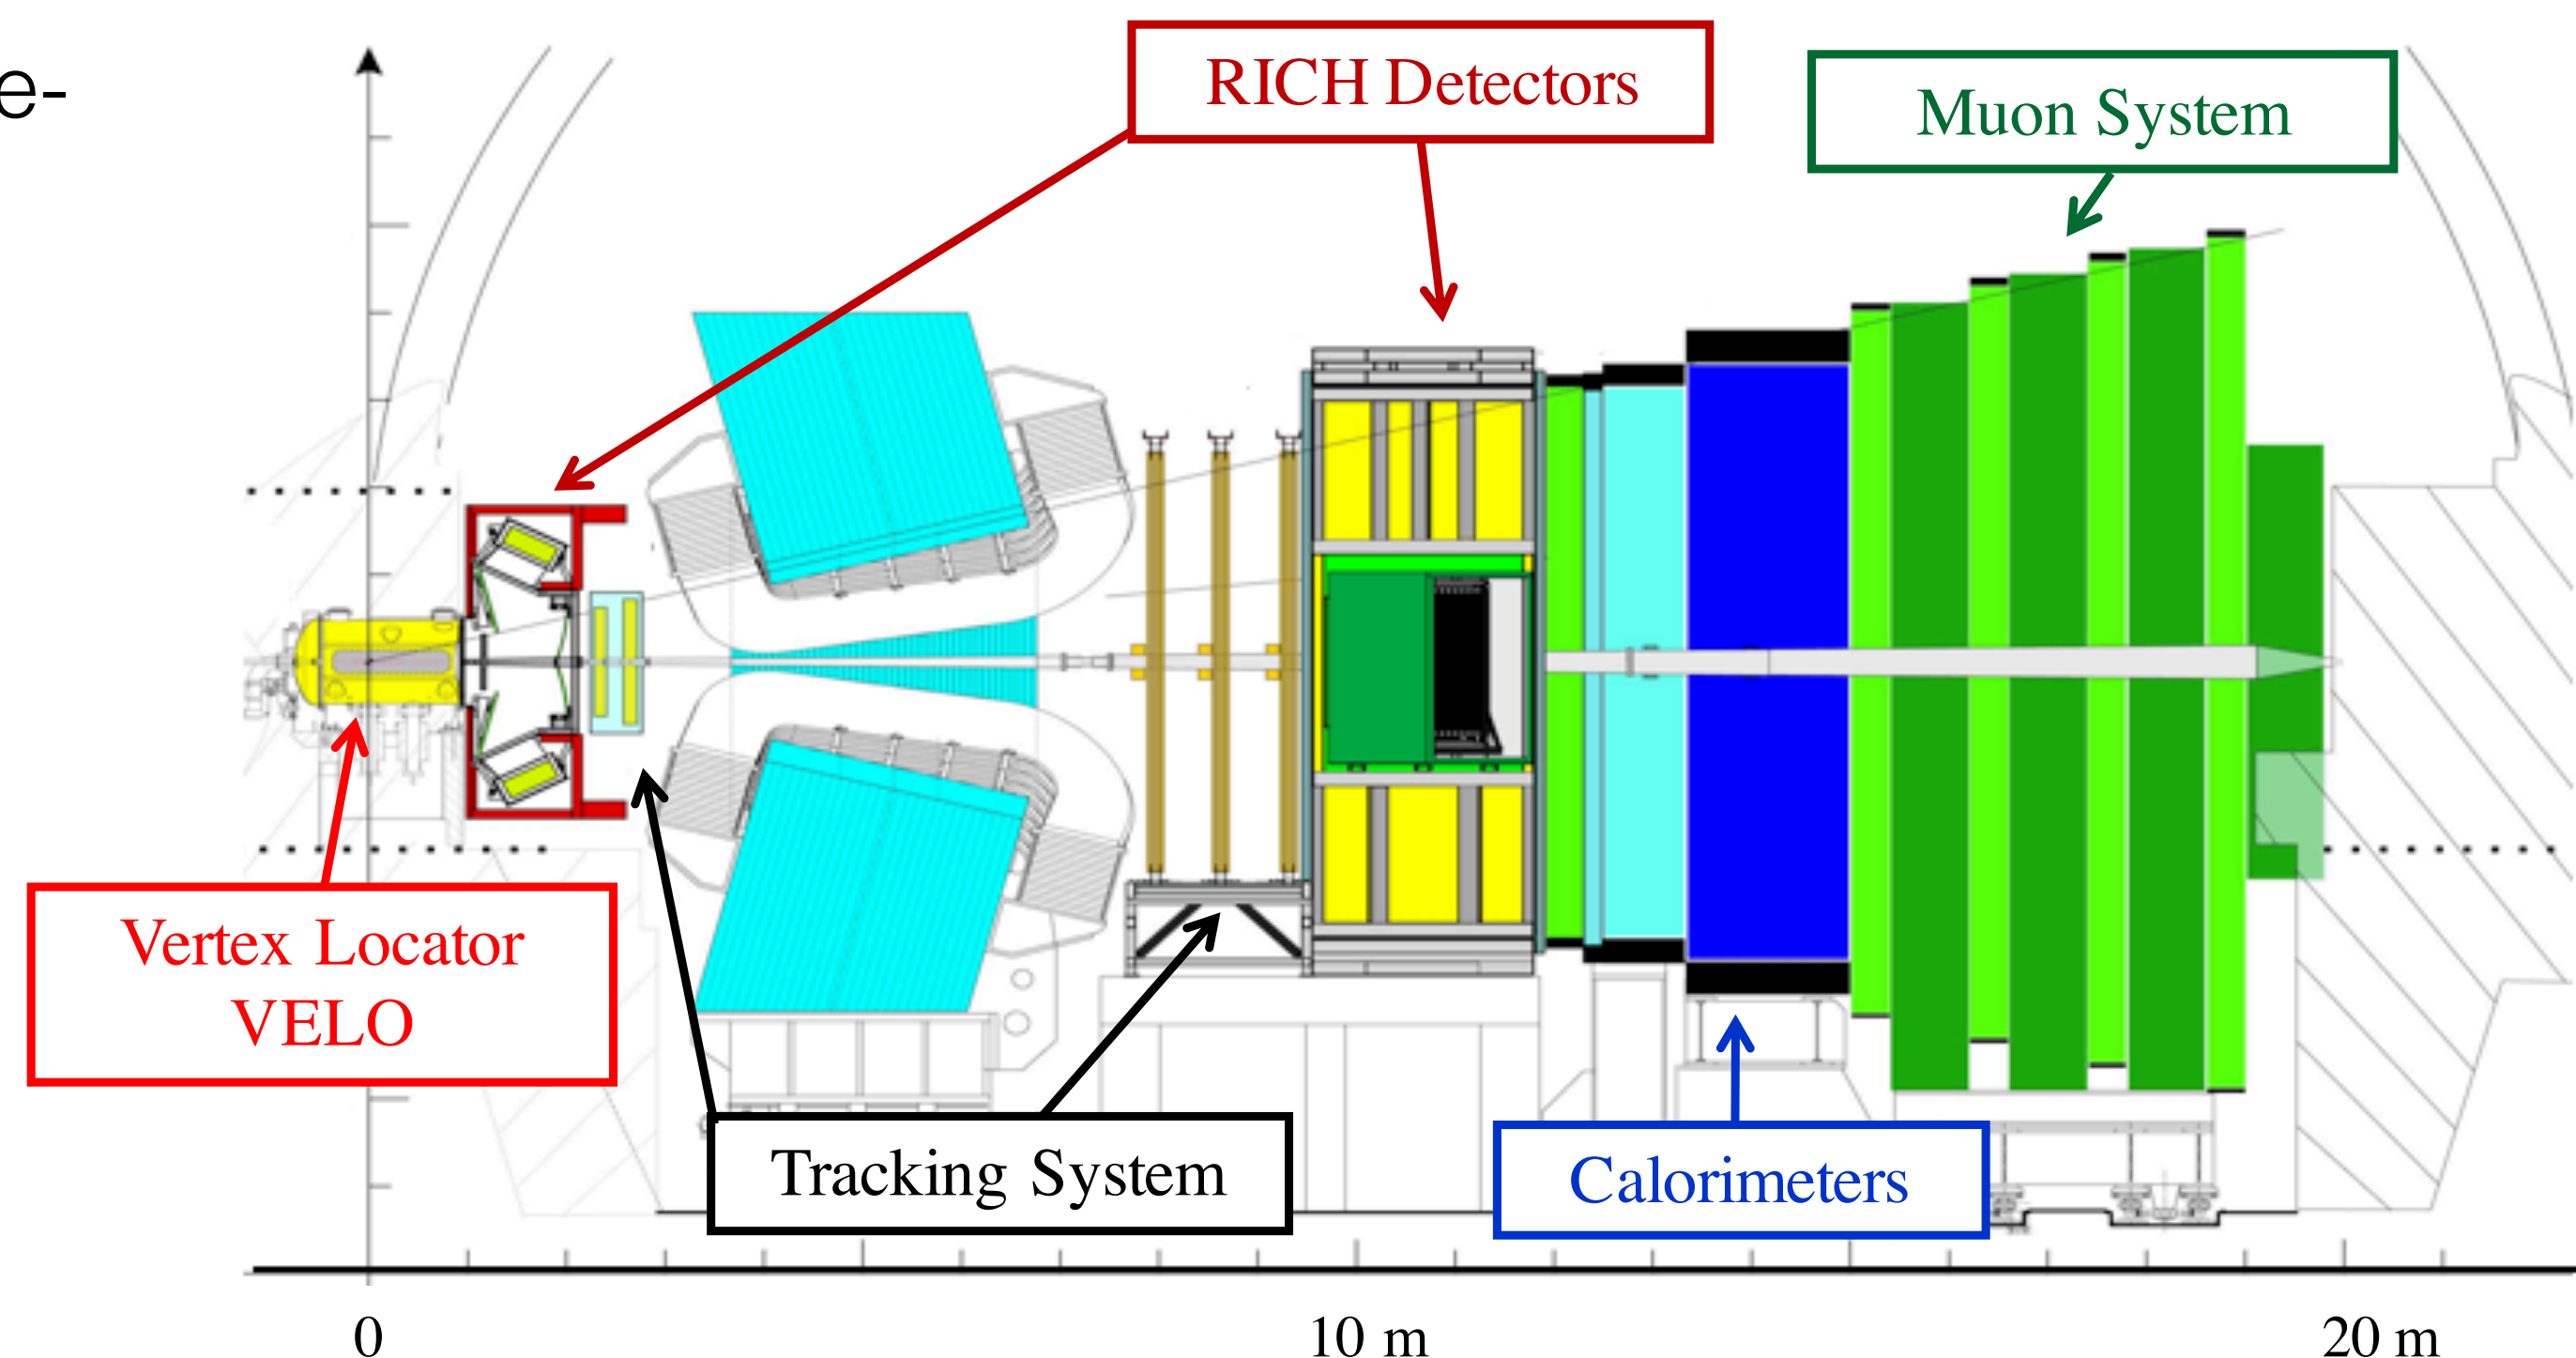 e-
RICH Detectors
Muon System
Vertex Locator
VELO
Tracking System
Calorimeters
0
10 m
20 m